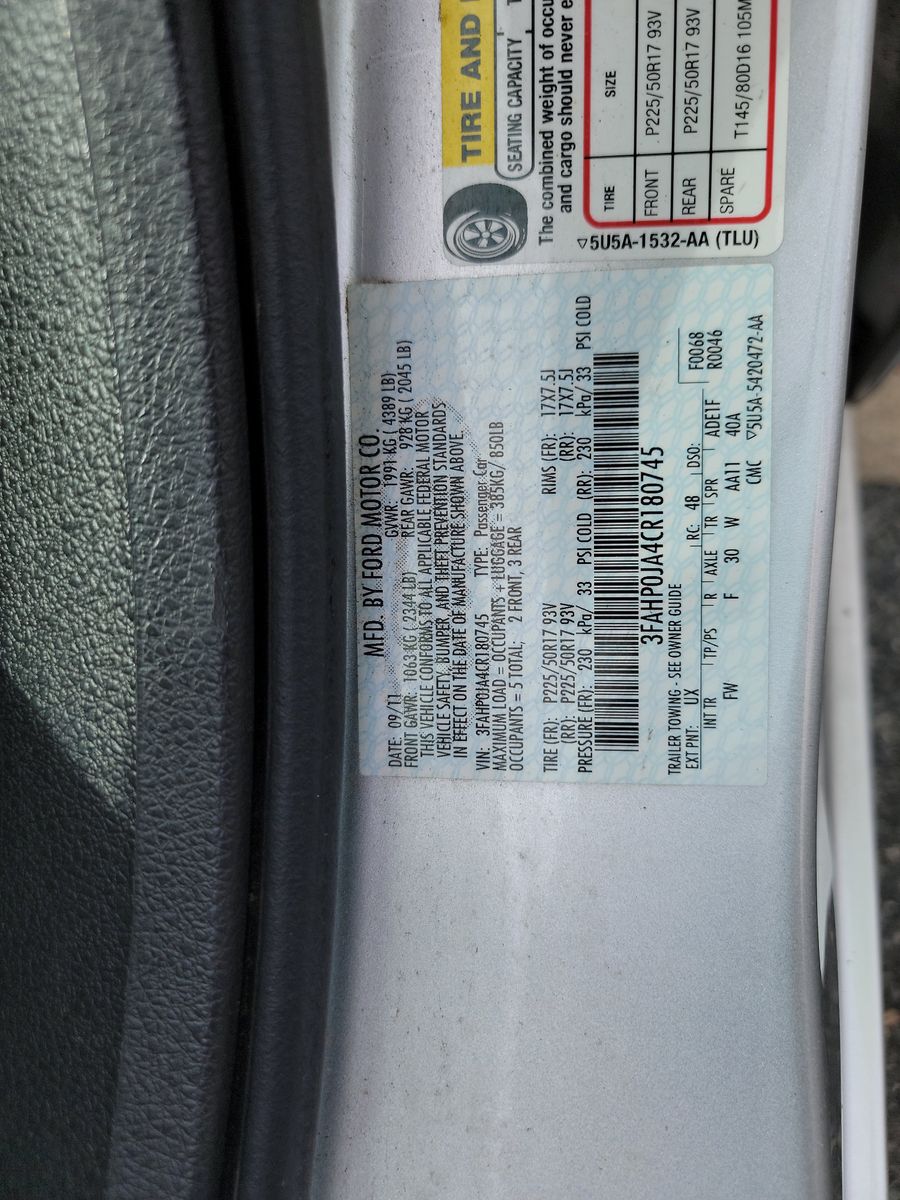 MFD. BY FORD MOTOR CO.
DATE: 09/11 GVWR: 1991 KG ( 4389 LB)
FRONT GAWR: 1063 KG ( 2344 LB) REAR GAWR: 928 KG ( 2045 LB)
THIS VEHICLE CONFORMS TO ALL APPLICABLE FEDERAL MOTOR
VEHICLE SAFETY, BUMPER, AND THEFT PREVENTION STANDARDS
IN EFFECT ON THE DATE OF MANUFACTURE SHOWN ABOVE.
VIN: 3FAHP0JA4CR180745 TYPE: Passenger Car
MAXIMUM LOAD = OCCUPANTS + LUGGAGE = 385KG/ 850LB
OCCUPANTS = 5 TOTAL: 2 FRONT, 3 REAR
TIRE (FR): P225/50R17 93V RIMS (FR): 17X7.5J
(RR): P225/50R17 93V (RR): 17X7.5J
PRESSURE (FR): 230 kPa/ 33 PSI COLD (RR): 230 kPa/ 33 PSI COLD
3FAHP0JA4CR180745
TRAILER TOWING - SEE OWNER GUIDE
F0068
EXT PNT: UX RC: 48 DSO: R0046
INT TR TP/PS R AXLE TR SPR ADE1F
FW F 30 W AA11 40A
CMC ▽5U5A-5420472-AA
TIRE AND
SEATING CAPACITY
The combined weight of occu
and cargo should never e
TIRE SIZE
FRONT P225/50R17 93V
REAR P225/50R17 93V
SPARE T145/80D16 105M
▽5U5A-1532-AA (TLU)